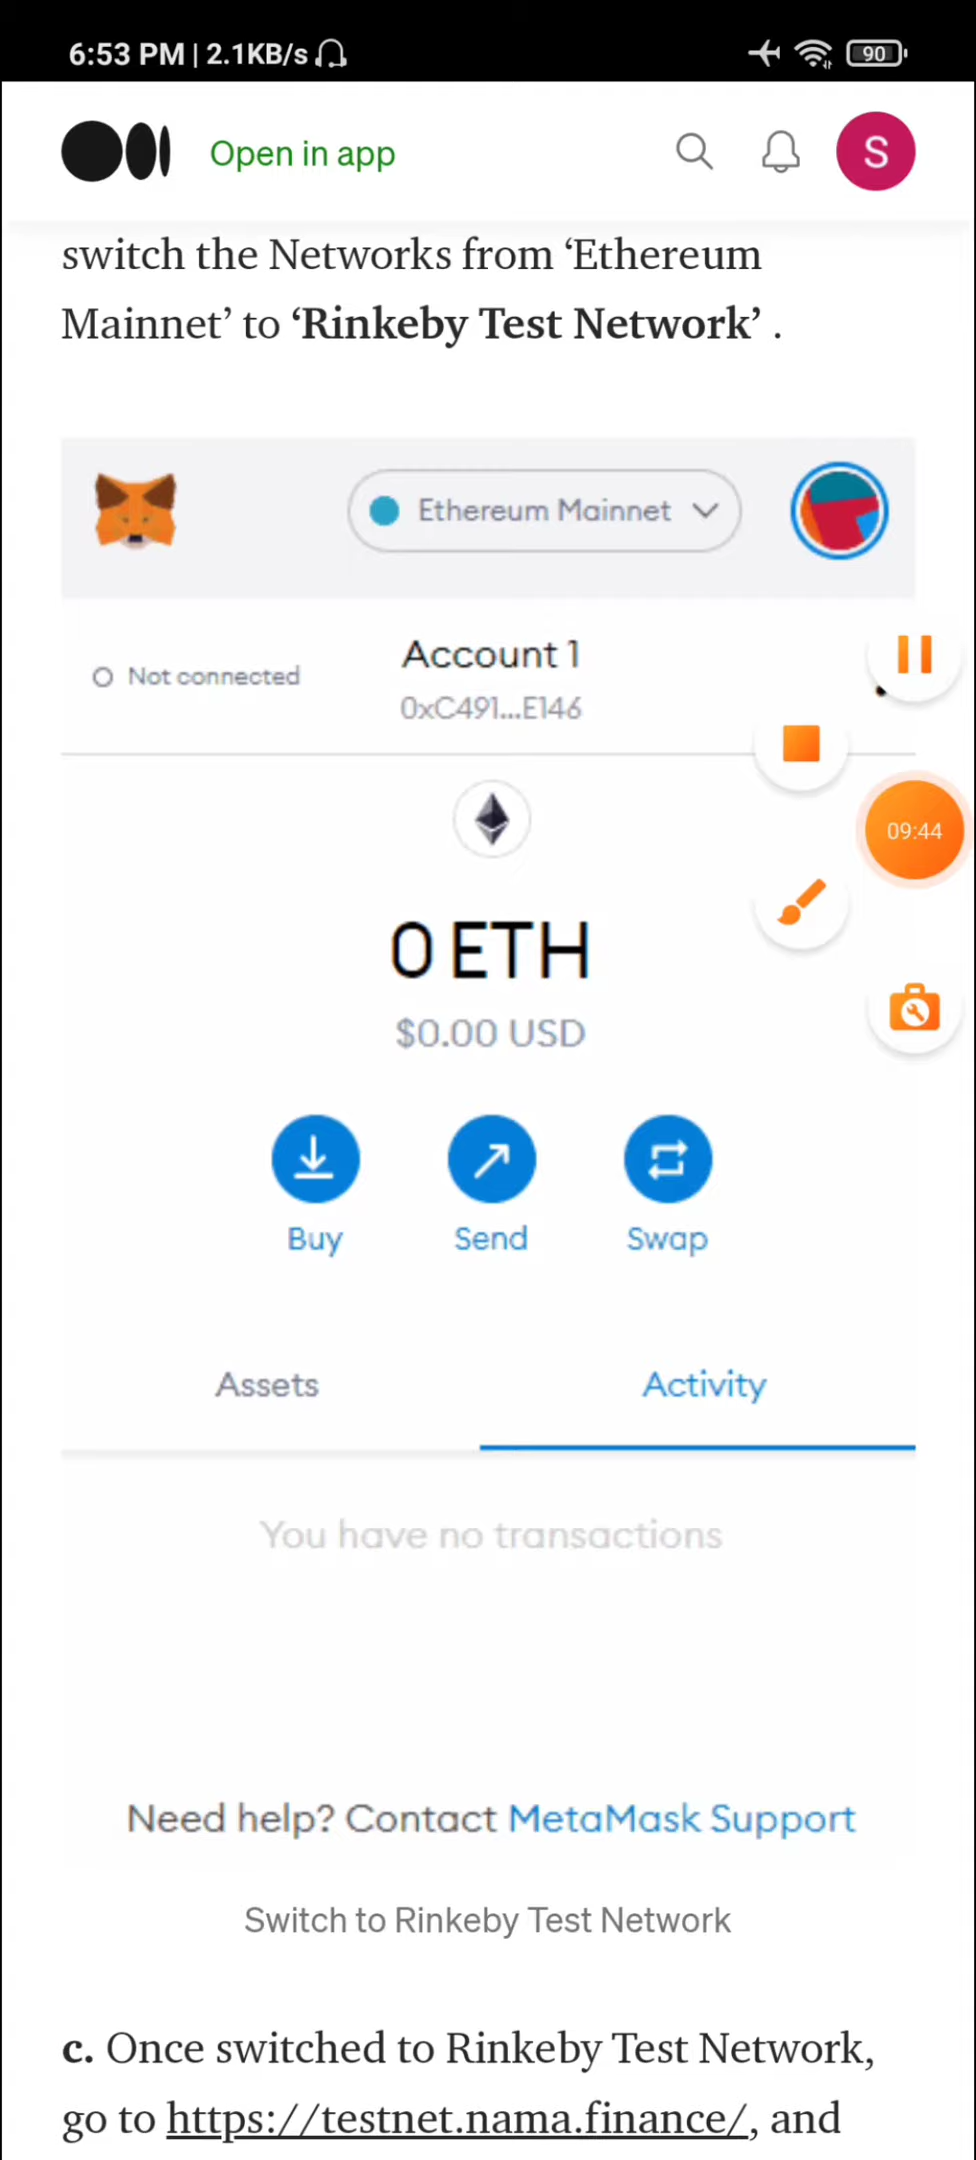 6:53 PM | 2.1KB/s 90
Open in app S
switch the Networks from ‘Ethereum
Mainnet’ to ‘Rinkeby Test Network’ .
Ethereum Mainnet
Account 1
Not connected
0xC491...E146
09:44
0 ETH
$0.00 USD
Buy Send Swap
Assets Activity
You have no transactions
Need help? Contact MetaMask Support
Switch to Rinkeby Test Network
c. Once switched to Rinkeby Test Network,
go to https://testnet.nama.finance/, and